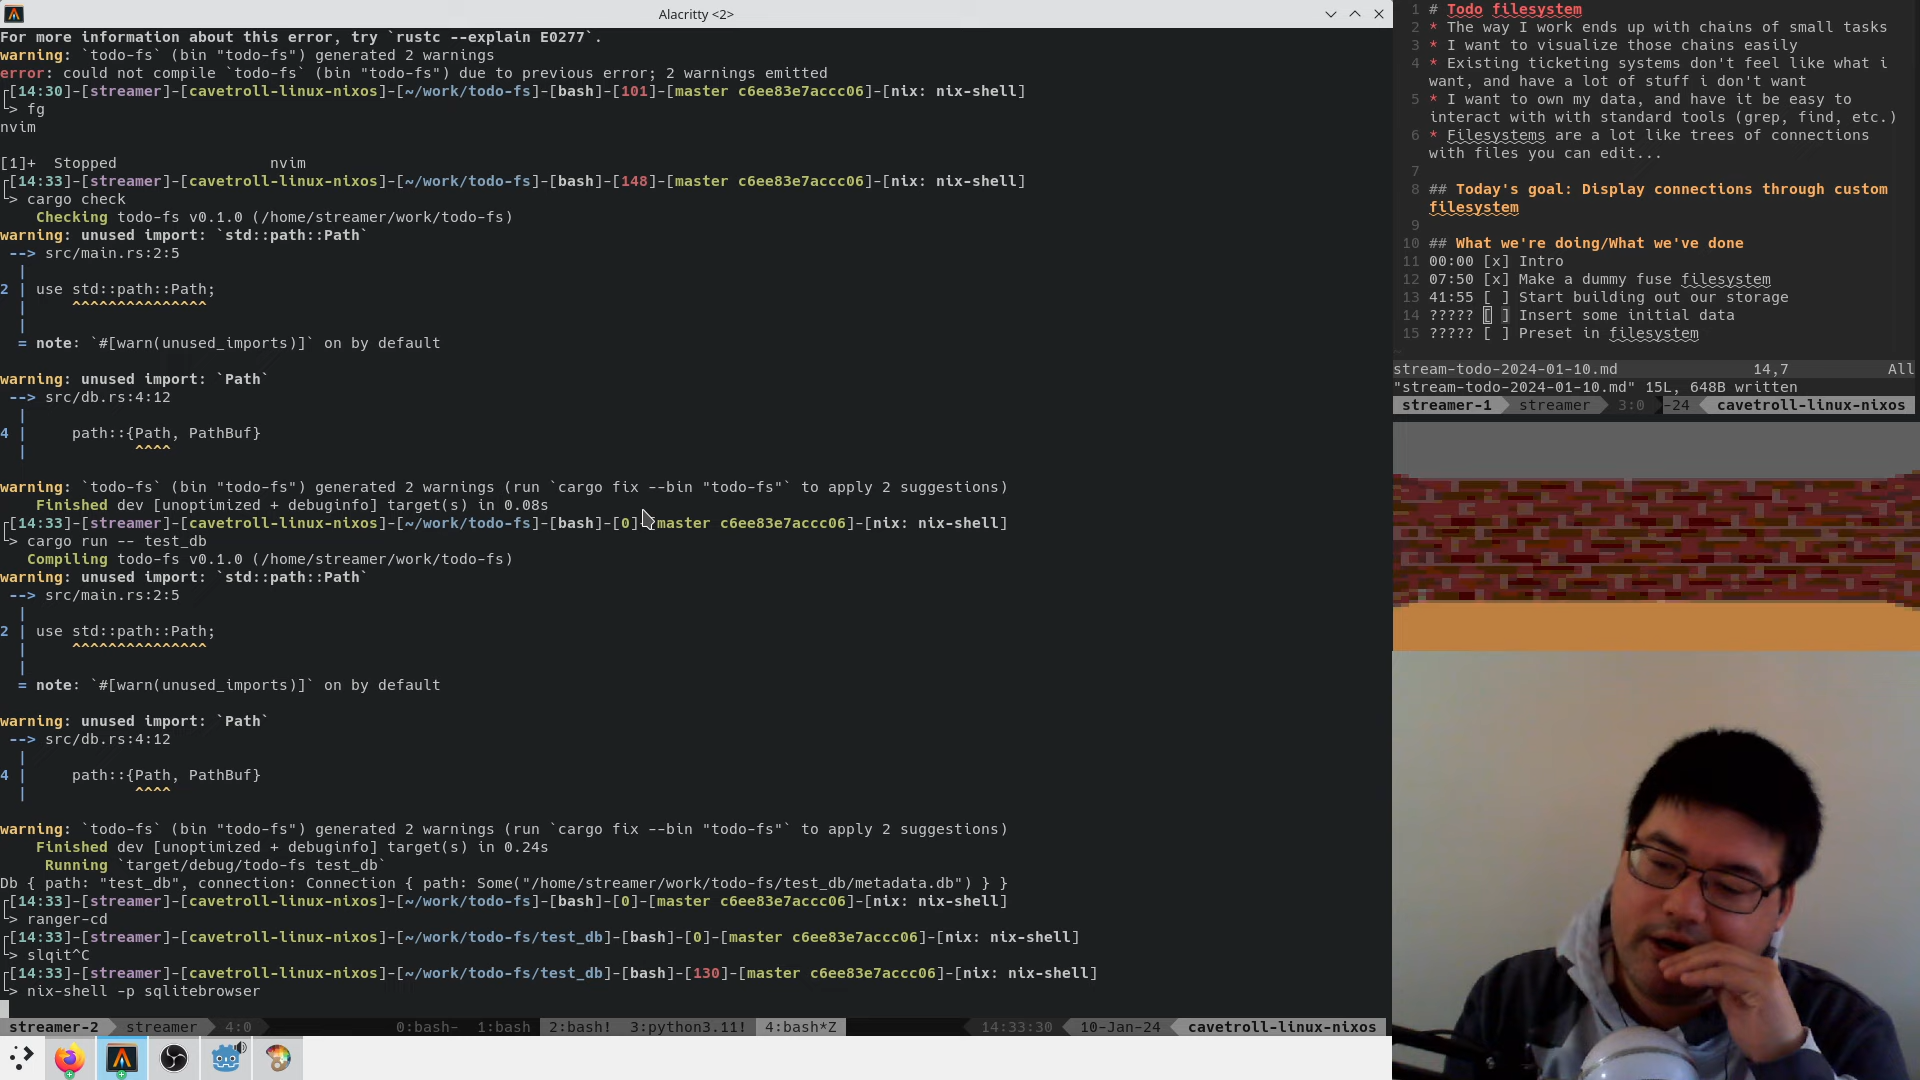 Alacritty <2>
For more information about this error, try `rustc --explain E0277`.
warning: `todo-fs` (bin "todo-fs") generated 2 warnings
error: could not compile `todo-fs` (bin "todo-fs") due to previous error; 2 warnings emitted
[14:30]-[streamer]-[cavetroll-linux-nixos]-[~/work/todo-fs]-[bash]-[101]-[master c6ee83e7accc06]-[nix: nix-shell]
> fg
nvim
[1]+  Stopped                 nvim
[14:33]-[streamer]-[cavetroll-linux-nixos]-[~/work/todo-fs]-[bash]-[148]-[master c6ee83e7accc06]-[nix: nix-shell]
> cargo check
    Checking todo-fs v0.1.0 (/home/streamer/work/todo-fs)
warning: unused import: `std::path::Path`
 --> src/main.rs:2:5
  |
2 | use std::path::Path;
  |     ^^^^^^^^^^^^^^^
  |
  = note: `#[warn(unused_imports)]` on by default
warning: unused import: `Path`
 --> src/db.rs:4:12
  |
4 |     path::{Path, PathBuf}
  |            ^^^^
warning: `todo-fs` (bin "todo-fs") generated 2 warnings (run `cargo fix --bin "todo-fs"` to apply 2 suggestions)
    Finished dev [unoptimized + debuginfo] target(s) in 0.08s
[14:33]-[streamer]-[cavetroll-linux-nixos]-[~/work/todo-fs]-[bash]-[0]-[master c6ee83e7accc06]-[nix: nix-shell]
> cargo run -- test_db
   Compiling todo-fs v0.1.0 (/home/streamer/work/todo-fs)
warning: unused import: `std::path::Path`
 --> src/main.rs:2:5
  |
2 | use std::path::Path;
  |     ^^^^^^^^^^^^^^^
  |
  = note: `#[warn(unused_imports)]` on by default
warning: unused import: `Path`
 --> src/db.rs:4:12
  |
4 |     path::{Path, PathBuf}
  |            ^^^^
warning: `todo-fs` (bin "todo-fs") generated 2 warnings (run `cargo fix --bin "todo-fs"` to apply 2 suggestions)
    Finished dev [unoptimized + debuginfo] target(s) in 0.24s
     Running `target/debug/todo-fs test_db`
Db { path: "test_db", connection: Connection { path: Some("/home/streamer/work/todo-fs/test_db/metadata.db") } }
[14:33]-[streamer]-[cavetroll-linux-nixos]-[~/work/todo-fs]-[bash]-[0]-[master c6ee83e7accc06]-[nix: nix-shell]
> ranger-cd
[14:33]-[streamer]-[cavetroll-linux-nixos]-[~/work/todo-fs/test_db]-[bash]-[0]-[master c6ee83e7accc06]-[nix: nix-shell]
> slqit^C
[14:33]-[streamer]-[cavetroll-linux-nixos]-[~/work/todo-fs/test_db]-[bash]-[130]-[master c6ee83e7accc06]-[nix: nix-shell]
> nix-shell -p sqlitebrowser
streamer-2 streamer 4:0 0:bash- 1:bash 2:bash! 3:python3.11! 4:bash*Z 14:33:30 10-Jan-24 cavetroll-linux-nixos
1 # Todo filesystem
2 * The way I work ends up with chains of small tasks
3 * I want to visualize those chains easily
4 * Existing ticketing systems don't feel like what i
want, and have a lot of stuff i don't want
5 * I want to own my data, and have it be easy to
interact with with standard tools (grep, find, etc.)
6 * Filesystems are a lot like trees of connections
with files you can edit...
7
8 ## Today's goal: Display connections through custom
filesystem
9
10 ## What we're doing/What we've done
11 00:00 [x] Intro
12 07:50 [x] Make a dummy fuse filesystem
13 41:55 [ ] Start building out our storage
14 ????? [ ] Insert some initial data
15 ????? [ ] Preset in filesystem
~
stream-todo-2024-01-10.md 14,7 All
"stream-todo-2024-01-10.md" 15L, 648B written
streamer-1 streamer 3:0 -24 cavetroll-linux-nixos